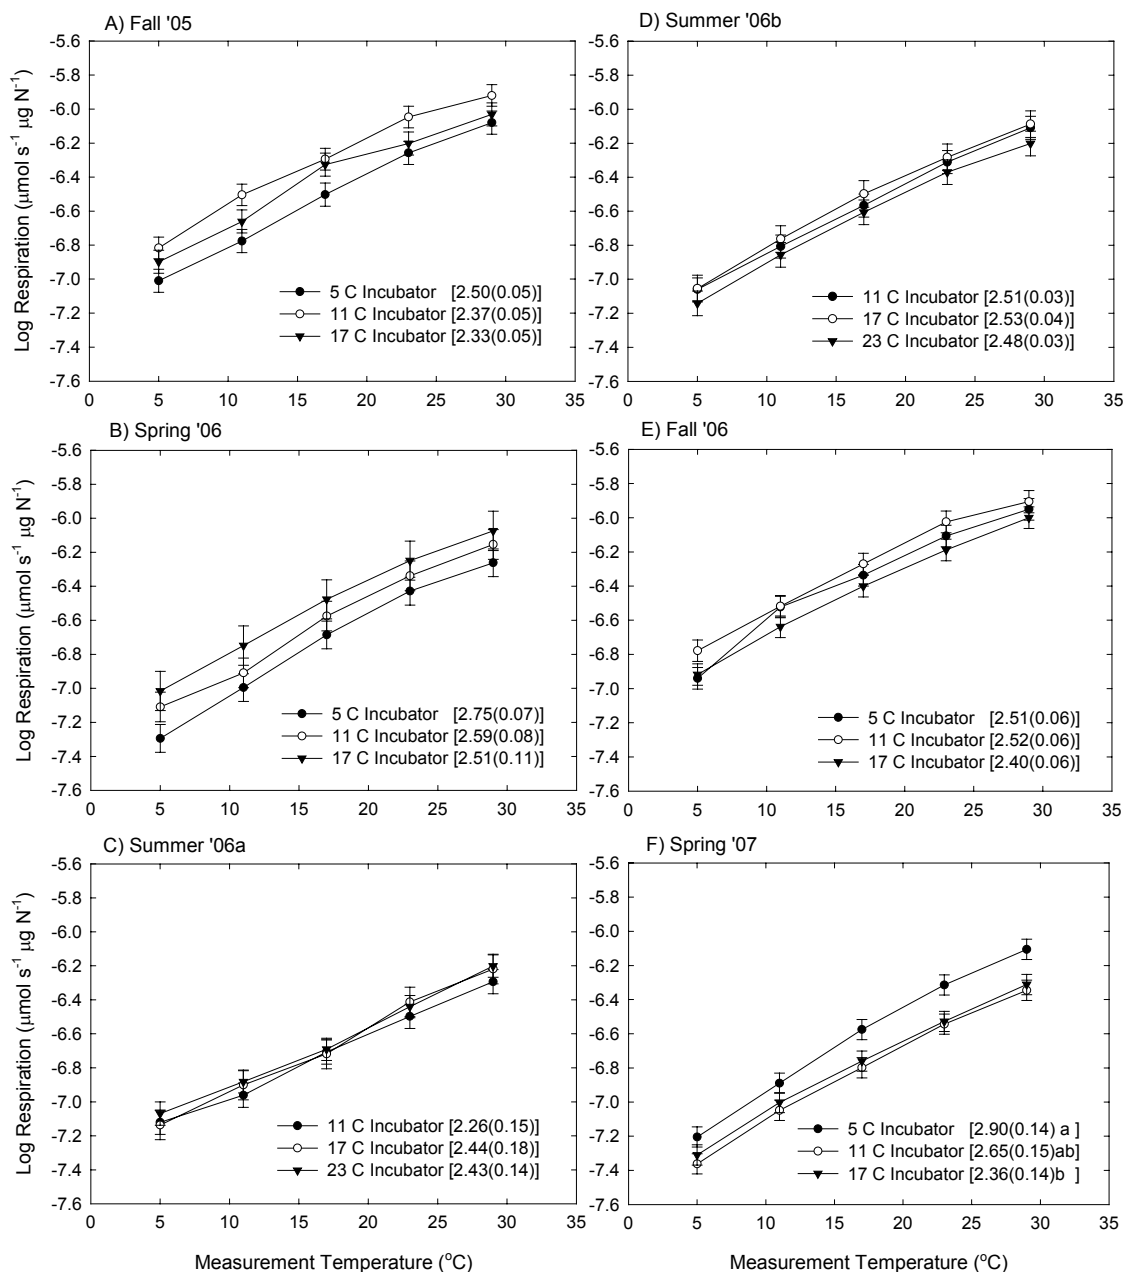 A) Fall '05
-5.6
-5.8
-6.0
-6.2
-6.4
-6.6
-6.8
-7.0
-7.2
-7.4
-7.6
Log Respiration (μmol s-1 μg N-1)
5 C Incubator [2.50(0.05)]
11 C Incubator [2.37(0.05)]
17 C Incubator [2.33(0.05)]
0 5 10 15 20 25 30 35
B) Spring '06
-5.6
-5.8
-6.0
-6.2
-6.4
-6.6
-6.8
-7.0
-7.2
-7.4
-7.6
Log Respiration (μmol s-1 μg N-1)
5 C Incubator [2.75(0.07)]
11 C Incubator [2.59(0.08)]
17 C Incubator [2.51(0.11)]
0 5 10 15 20 25 30 35
C) Summer '06a
-5.6
-5.8
-6.0
-6.2
-6.4
-6.6
-6.8
-7.0
-7.2
-7.4
-7.6
Log Respiration (μmol s-1 μg N-1)
11 C Incubator [2.26(0.15)]
17 C Incubator [2.44(0.18)]
23 C Incubator [2.43(0.14)]
0 5 10 15 20 25 30 35
Measurement Temperature (oC)
D) Summer '06b
-5.6
-5.8
-6.0
-6.2
-6.4
-6.6
-6.8
-7.0
-7.2
-7.4
-7.6
11 C Incubator [2.51(0.03)]
17 C Incubator [2.53(0.04)]
23 C Incubator [2.48(0.03)]
0 5 10 15 20 25 30 35
E) Fall '06
-5.6
-5.8
-6.0
-6.2
-6.4
-6.6
-6.8
-7.0
-7.2
-7.4
-7.6
5 C Incubator [2.51(0.06)]
11 C Incubator [2.52(0.06)]
17 C Incubator [2.40(0.06)]
0 5 10 15 20 25 30 35
F) Spring '07
-5.6
-5.8
-6.0
-6.2
-6.4
-6.6
-6.8
-7.0
-7.2
-7.4
-7.6
5 C Incubator [2.90(0.14) a ]
11 C Incubator [2.65(0.15)ab]
17 C Incubator [2.36(0.14)b ]
0 5 10 15 20 25 30 35
Measurement Temperature (oC)